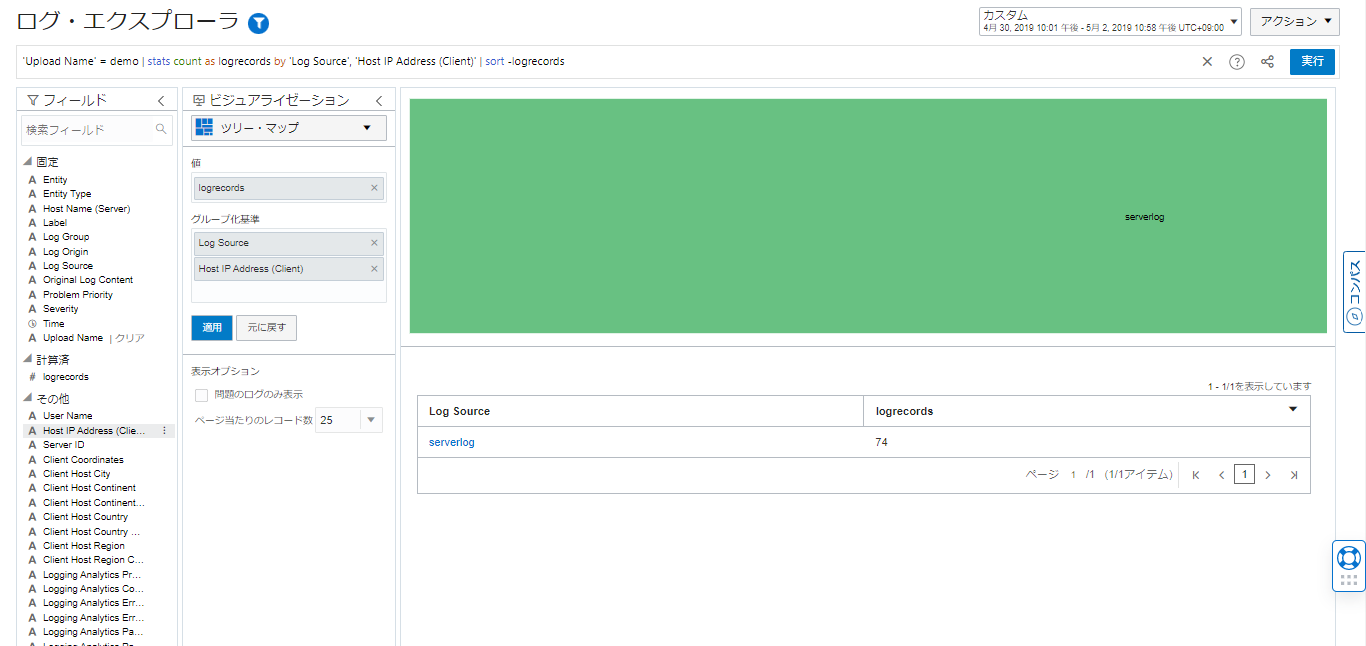 ログ・エクスプローラ
カスタム
4月 30, 2019 10:01 午後 - 5月 2, 2019 10:58 午後 UTC+09:00
アクション
'Upload Name' = demo | stats count as logrecords by 'Log Source', 'Host IP Address (Client)' | sort -logrecords
実行
フィールド
検索フィールド
固定
Entity
Entity Type
Host Name (Server)
Label
Log Group
Log Origin
Log Source
Original Log Content
Problem Priority
Severity
Time
Upload Name | クリア
計算済
# logrecords
その他
User Name
Host IP Address (Clie...
Server ID
Client Coordinates
Client Host City
Client Host Continent
Client Host Continent...
Client Host Country
Client Host Country ...
Client Host Region
Client Host Region C...
Logging Analytics Pr...
Logging Analytics Co...
Logging Analytics Err...
Logging Analytics Err...
Logging Analytics Pa...
ビジュアライゼーション
ツリー・マップ
値
logrecords
グループ化基準
Log Source
Host IP Address (Client)
適用
元に戻す
表示オプション
問題のログのみ表示
ページ当たりのレコード数 25
serverlog
1 - 1/1を表示しています
Log Source logrecords
serverlog 74
ページ 1 /1 (1/1アイテム) 1
コンパス